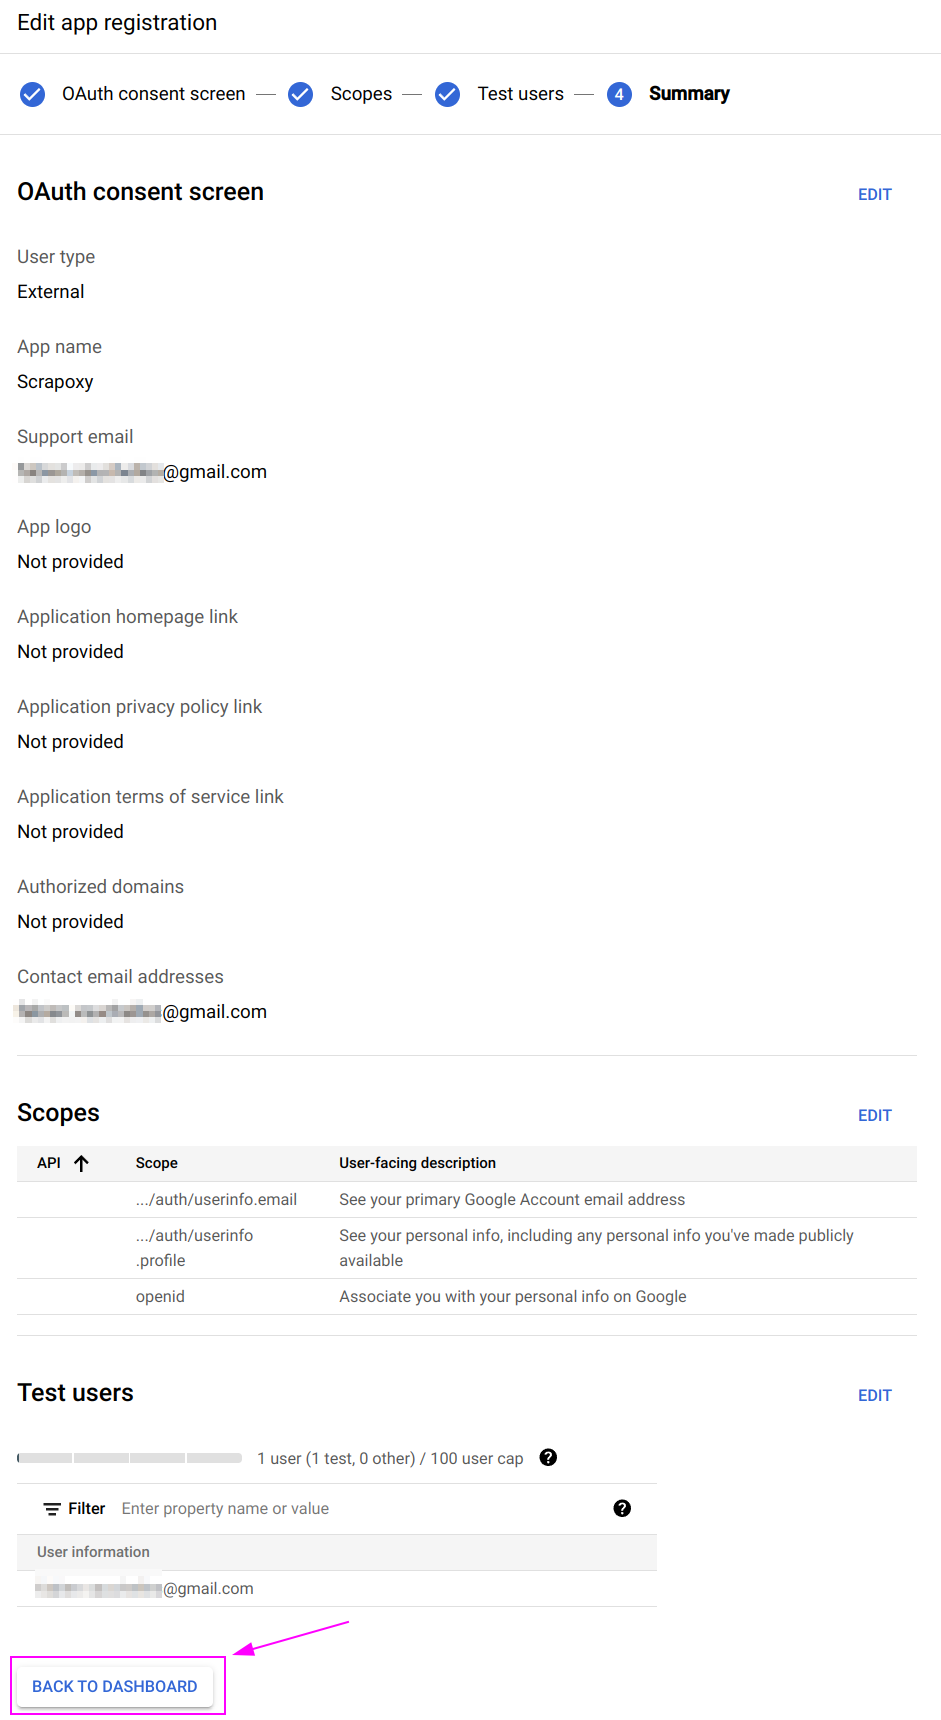 Edit app registration
OAuth consent screen
Scopes
Test users
4 Summary
OAuth consent screen
EDIT
User type
External
App name
Scrapoxy
Support email
@gmail.com
App logo
Not provided
Application homepage link
Not provided
Application privacy policy link
Not provided
Application terms of service link
Not provided
Authorized domains
Not provided
Contact email addresses
@gmail.com
Scopes
EDIT
API Scope User-facing description
.../auth/userinfo.email See your primary Google Account email address
.../auth/userinfo See your personal info, including any personal info you've made publicly
.profile available
openid Associate you with your personal info on Google
Test users
EDIT
1 user (1 test, 0 other) / 100 user cap ?
Filter Enter property name or value ?
User information
@gmail.com
BACK TO DASHBOARD